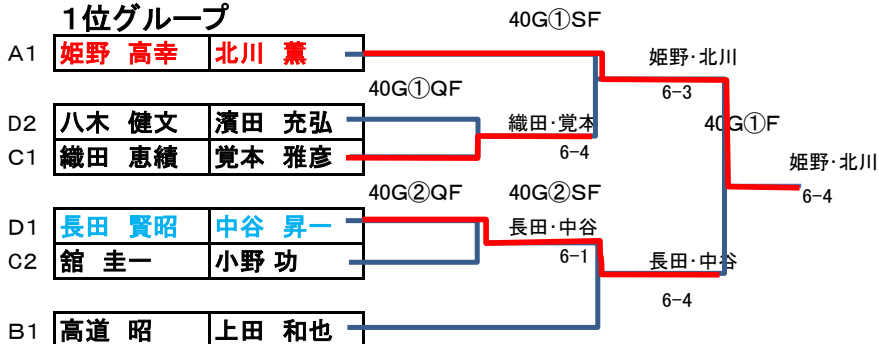 1位グループ
40G①SF
A1 姫野 高幸 北川 薫
姫野・北川
6-3
40G①QF
D2 八木 健文 濱田 充弘
織田・覚本
40G①F
C1 織田 恵績 覚本 雅彦
6-4
姫野・北川
6-4
40G②QF
40G②SF
D1 長田 賢昭 中谷 昇一
長田・中谷
C2 舘 圭一 小野 功
6-1
長田・中谷
6-4
B1 高道 昭 上田 和也